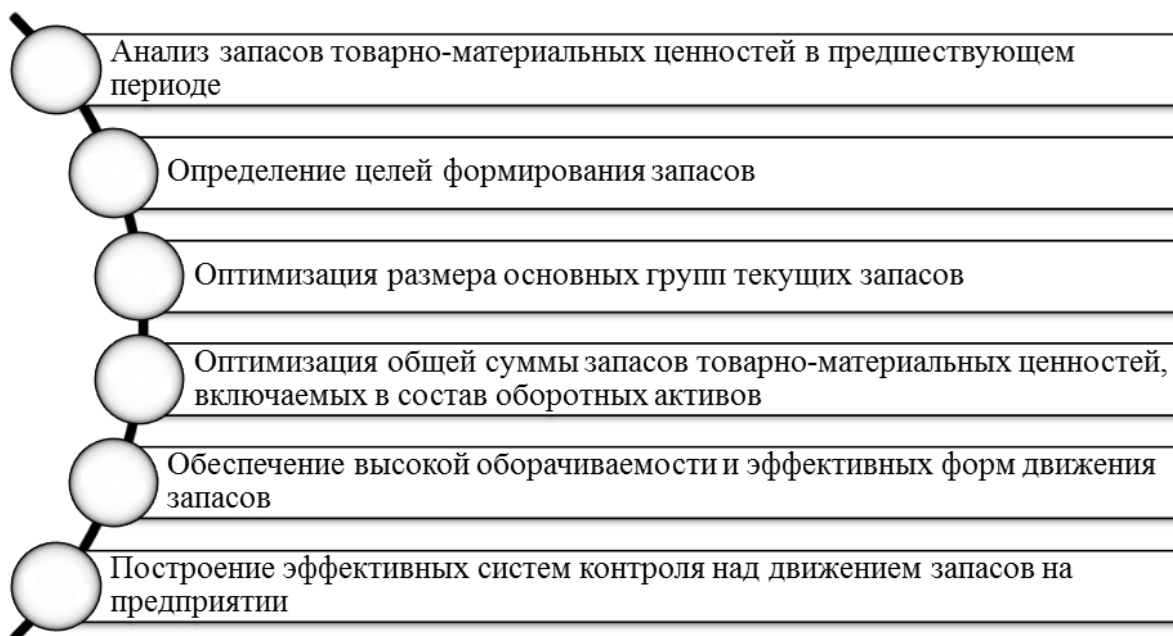 Анализ запасов товарно-материальных ценностей в предшествующем
периоде
Определение целей формирования запасов
Оптимизация размера основных групп текущих запасов
Оптимизация общей суммы запасов товарно-материальных ценностей,
включаемых в состав оборотных активов
Обеспечение высокой оборачиваемости и эффективных форм движения
запасов
Построение эффективных систем контроля над движением запасов на
предприятии